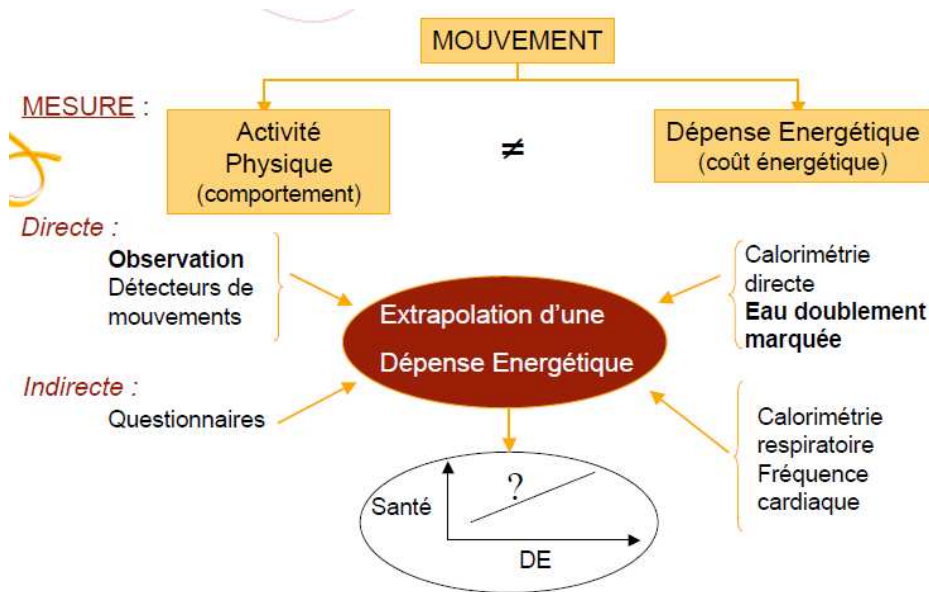 MOUVEMENT
MESURE :
Activité
Physique
(comportement)
≠
Dépense Energétique
(coût énergétique)
Directe :
Observation
Détecteurs de
mouvements
Calorimétrie
directe
Eau doublement
marquée
Extrapolation d’une
Dépense Energétique
Indirecte :
Questionnaires
Calorimétrie
respiratoire
Fréquence
cardiaque
?
Santé
DE